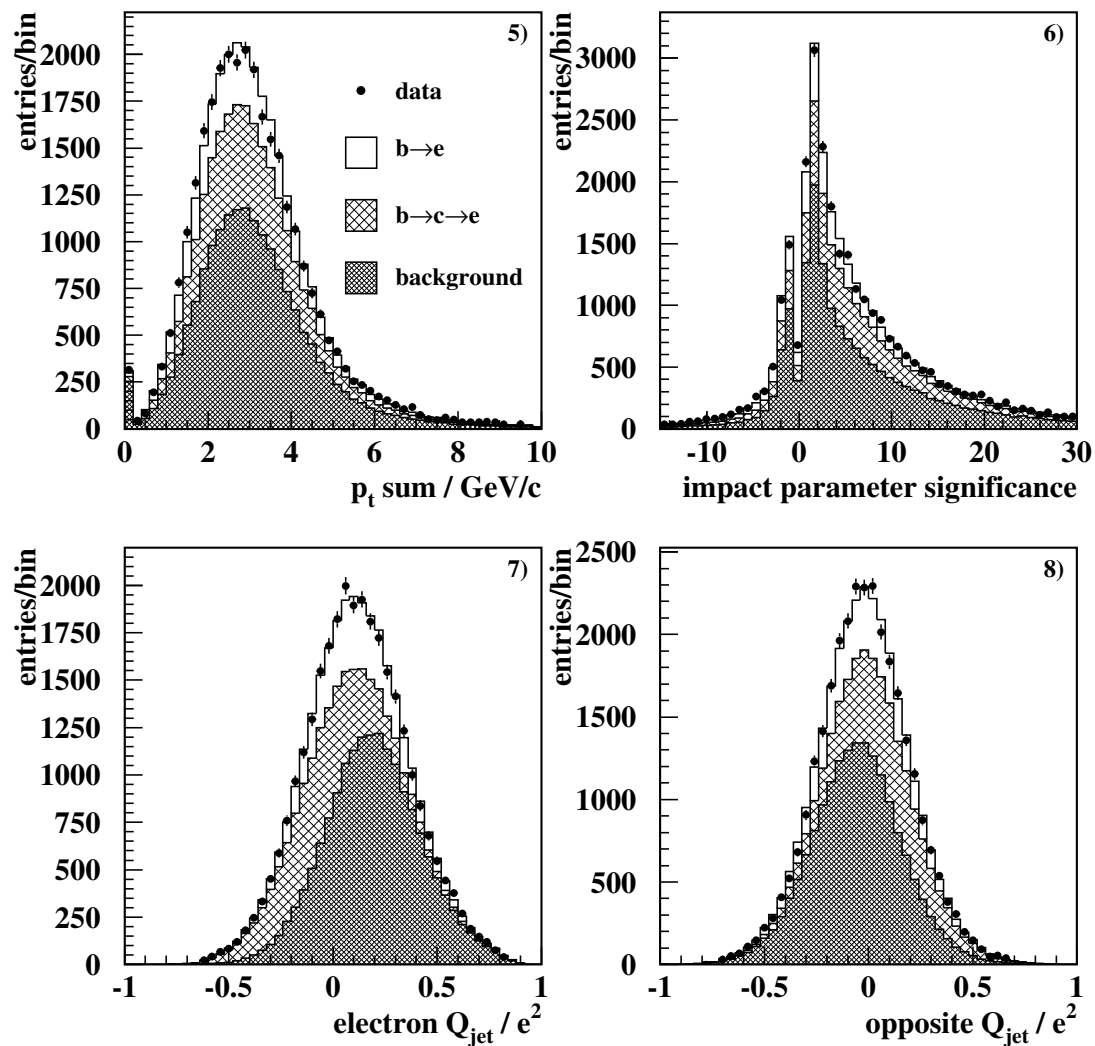 5)
entries/bin
2000
1750
1500
1250
1000
750
500
250
0
data
b→e
b→c→e
background
0 2 4 6 8 10
p_t sum / GeV/c
6)
entries/bin
3000
2500
2000
1500
1000
500
0
-10 0 10 20 30
impact parameter significance
7)
entries/bin
2000
1750
1500
1250
1000
750
500
250
0
-1 -0.5 0 0.5 1
electron Q_jet / e²
8)
entries/bin
2500
2000
1500
1000
500
0
-1 -0.5 0 0.5 1
opposite Q_jet / e²